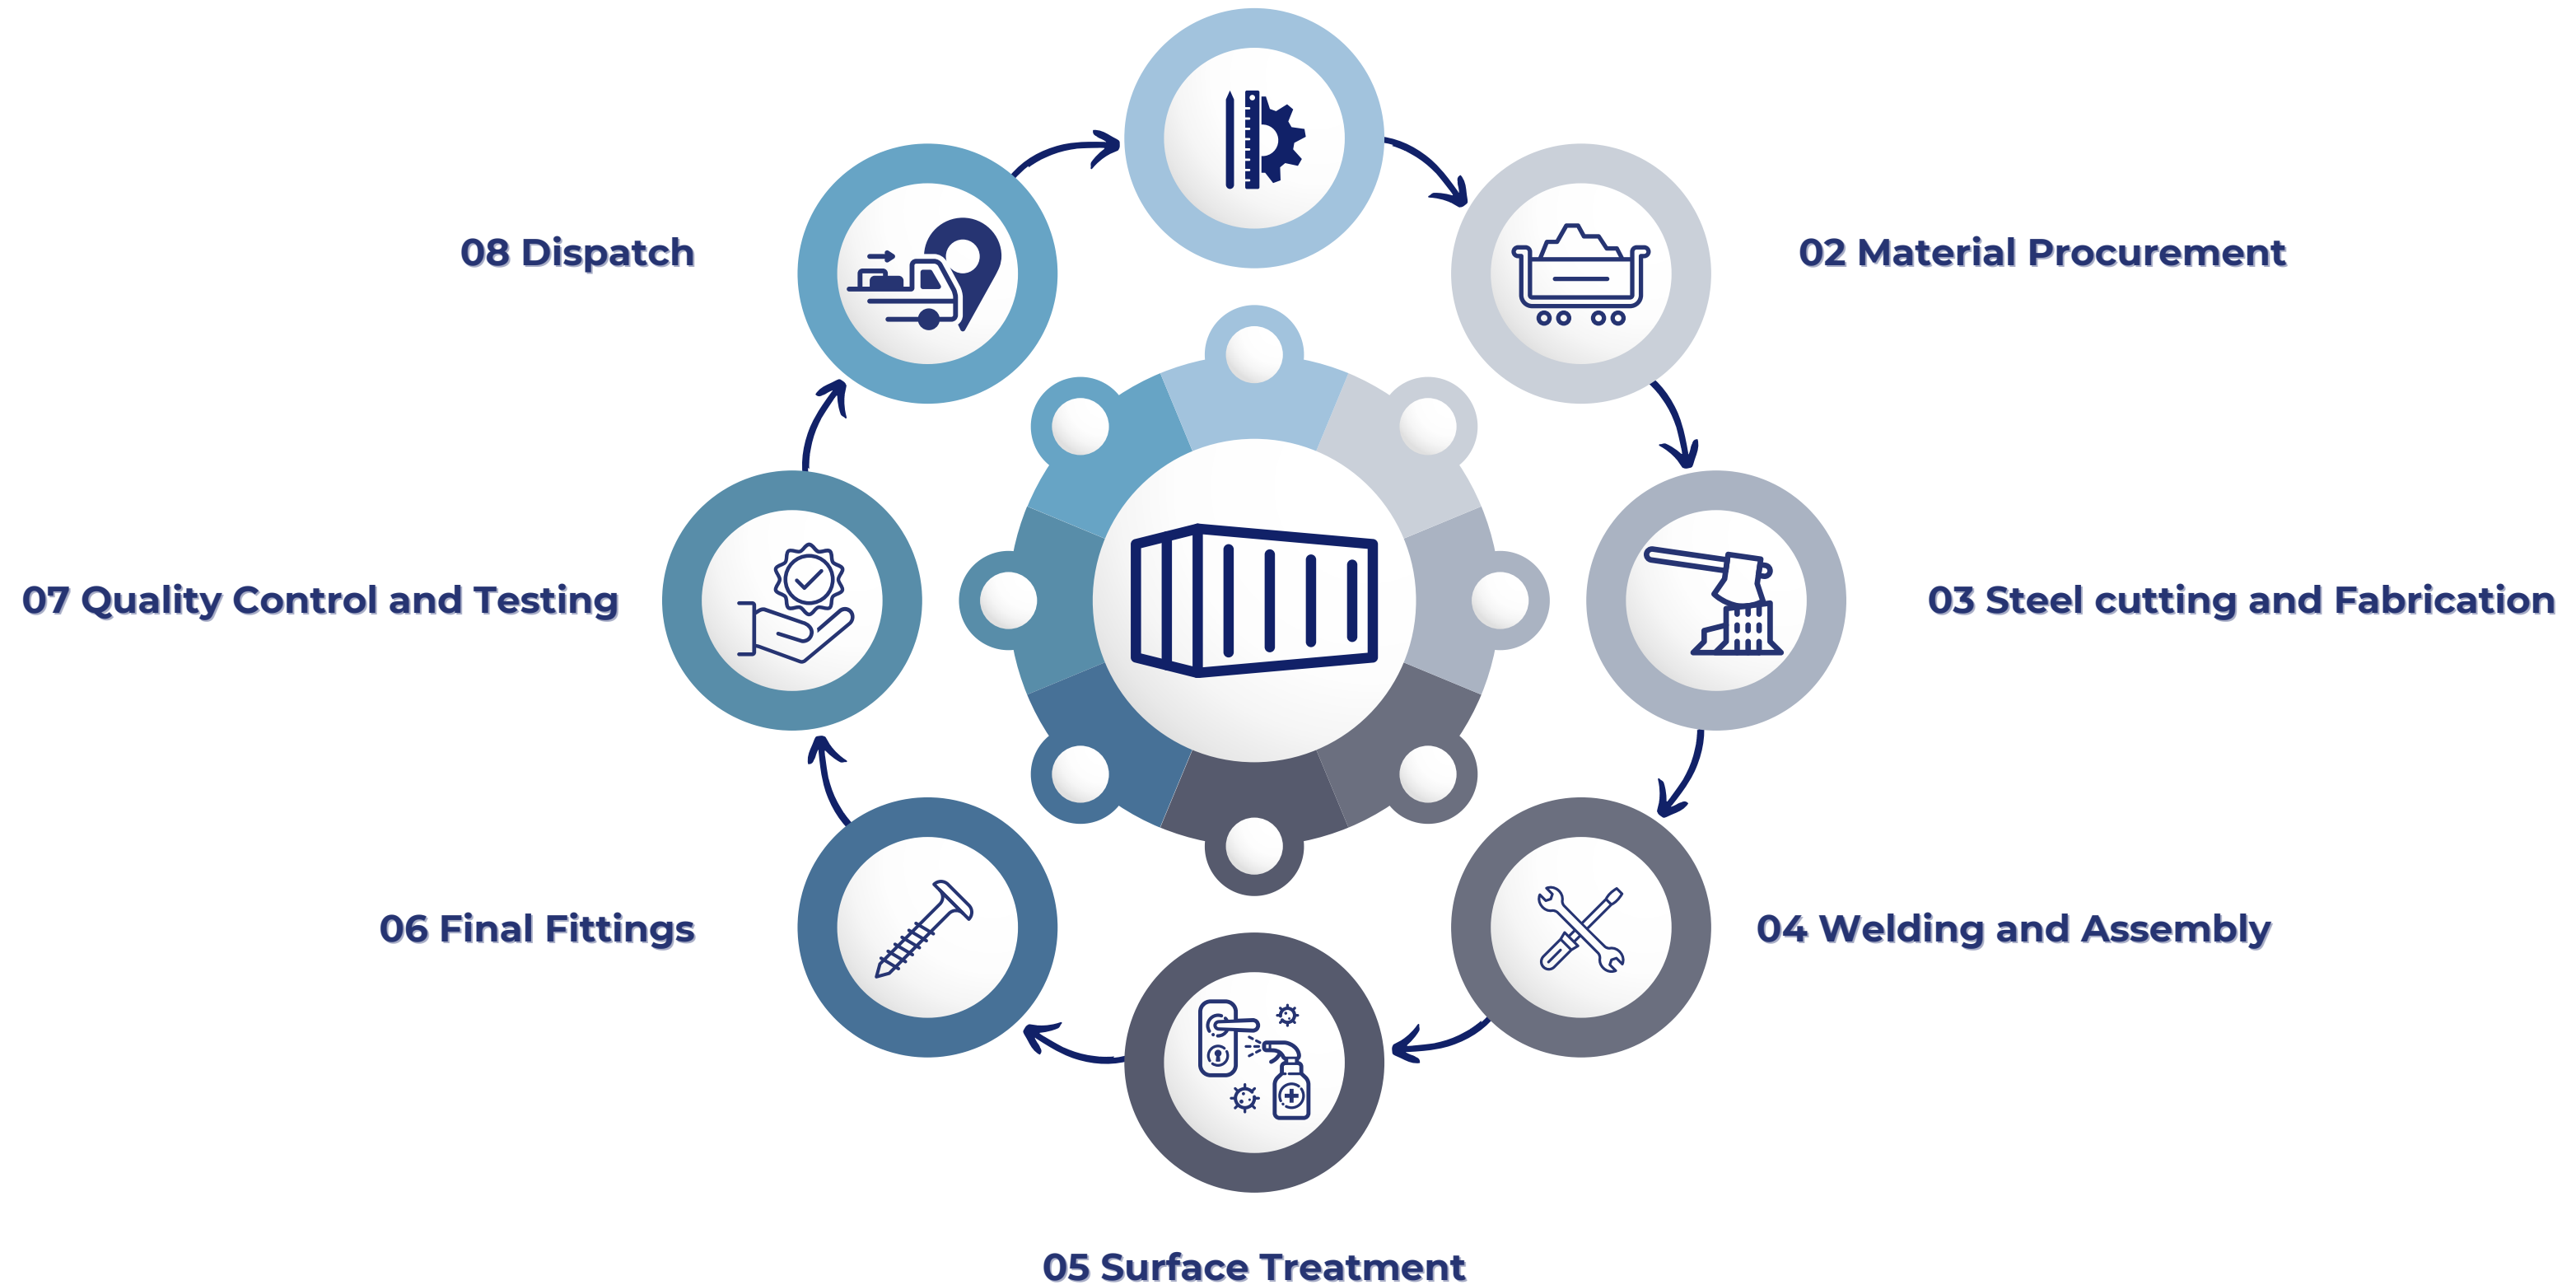 08 Dispatch
02 Material Procurement
07 Quality Control and Testing
03 Steel cutting and Fabrication
06 Final Fittings
04 Welding and Assembly
05 Surface Treatment